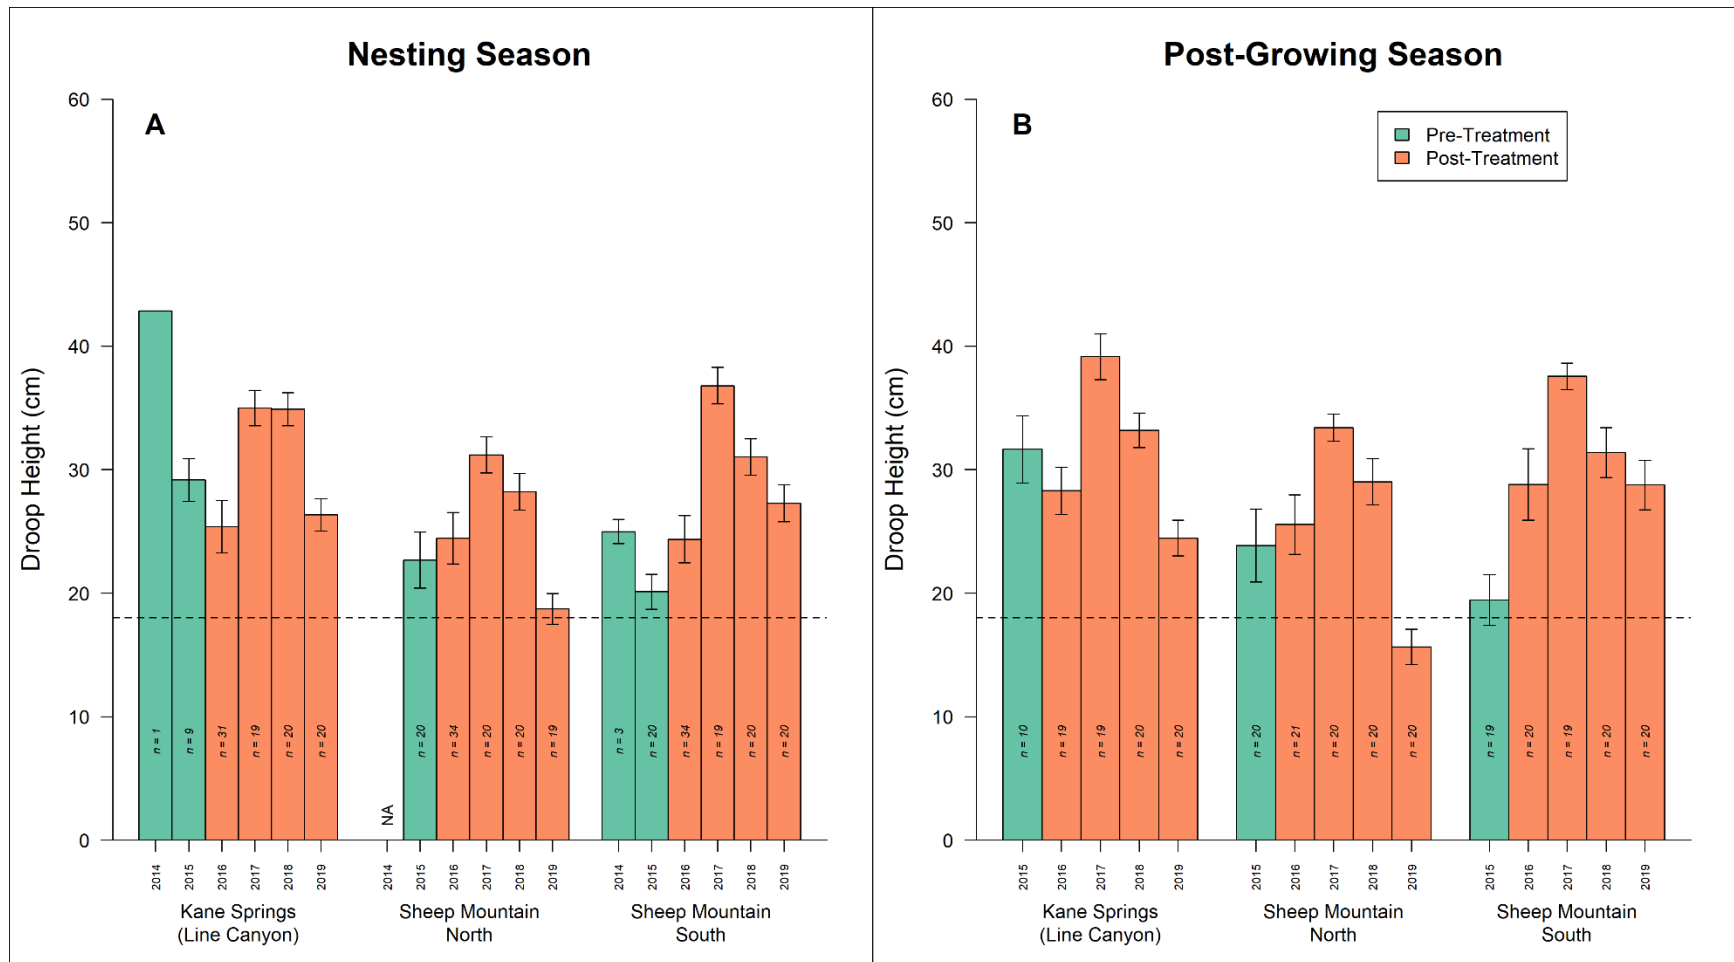 Nesting Season
A
Droop Height (cm)
60
50
40
30
20
10
0
n = 1
n = 9
n = 31
n = 19
n = 20
n = 20
NA
n = 20
n = 34
n = 20
n = 20
n = 19
n = 3
n = 20
n = 34
n = 19
n = 20
n = 20
2014
2015
2016
2017
2018
2019
2014
2015
2016
2017
2018
2019
2014
2015
2016
2017
2018
2019
Kane Springs
(Line Canyon)
Sheep Mountain
North
Sheep Mountain
South
Post-Growing Season
B
Pre-Treatment
Post-Treatment
Droop Height (cm)
60
50
40
30
20
10
0
n = 10
n = 19
n = 19
n = 20
n = 20
n = 20
n = 21
n = 20
n = 20
n = 20
n = 19
n = 20
n = 19
n = 20
n = 20
2015
2016
2017
2018
2019
2015
2016
2017
2018
2019
2015
2016
2017
2018
2019
Kane Springs
(Line Canyon)
Sheep Mountain
North
Sheep Mountain
South